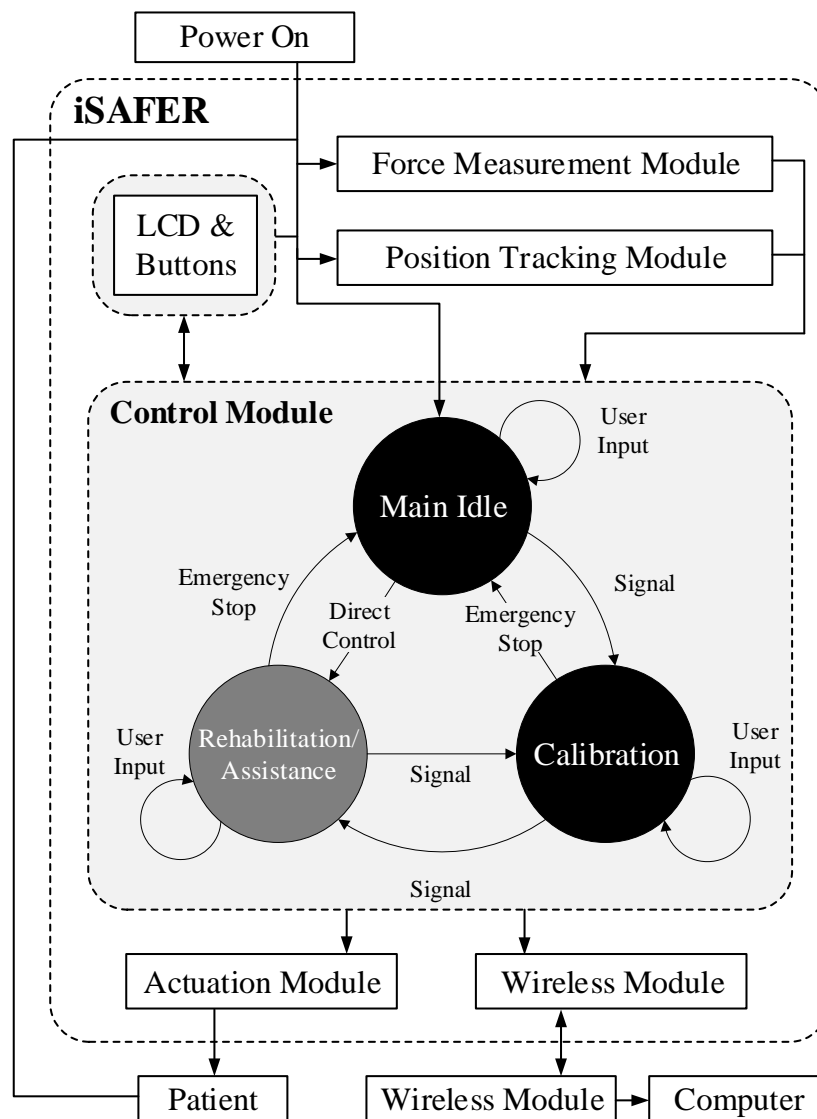 Power On
iSAFER
Force Measurement Module
LCD &
Buttons
Position Tracking Module
Control Module
User
Input
Main Idle
Emergency
Stop
Direct
Control
Emergency
Stop
Signal
User
Input
Rehabilitation/
Assistance
Signal
Calibration
User
Input
Signal
Actuation Module
Wireless Module
Patient
Wireless Module
Computer